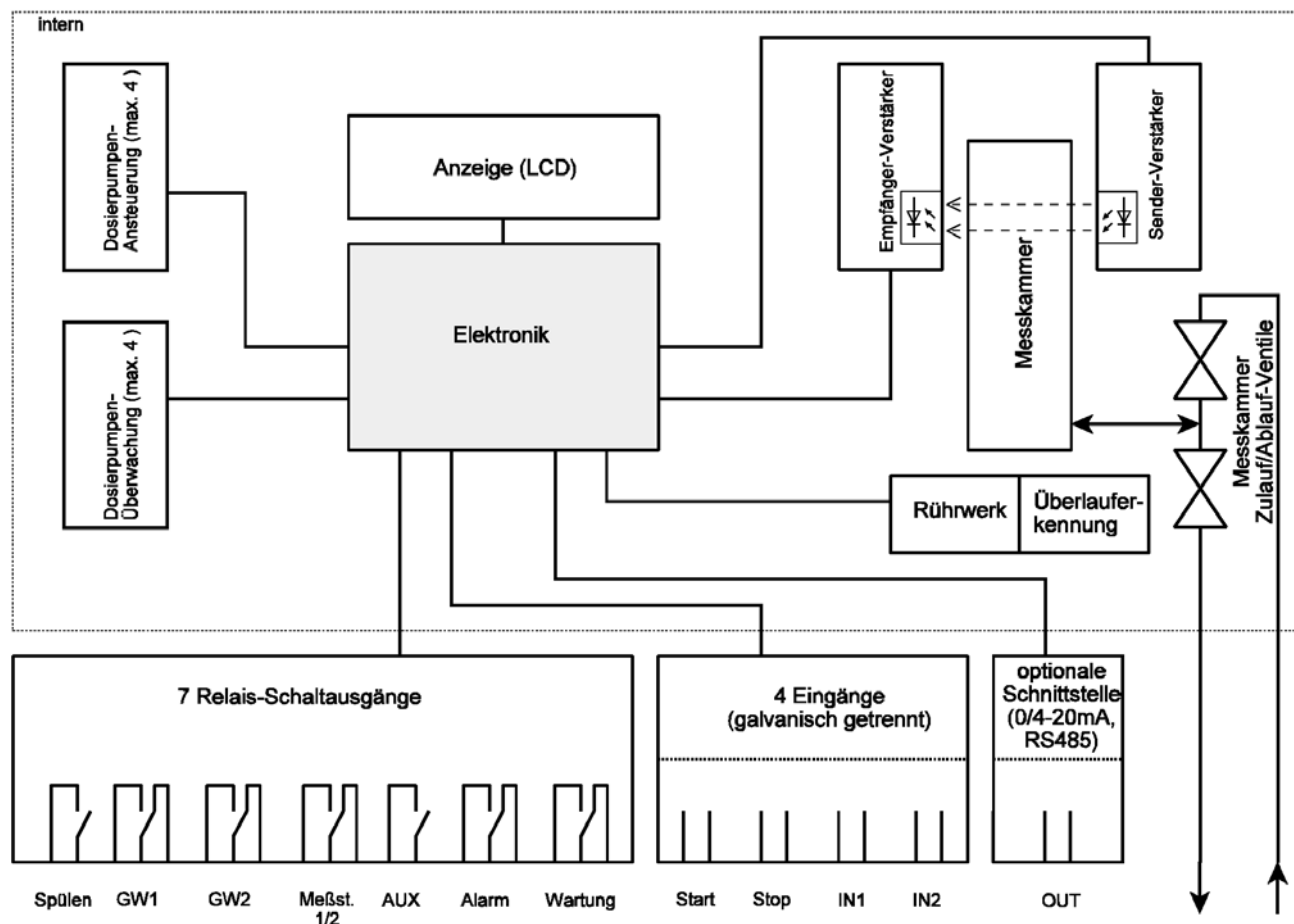 intern
Dosierpumpen-
Ansteuerung (max. 4 )
Anzeige (LCD)
Empfänger-Verstärker
Messkammer
Sender-Verstärker
Elektronik
Dosierpumpen-
Überwachung (max. 4 )
Messkammer
Zulauf/Ablauf-Ventile
Rührwerk
Überlaufer-
kennung
7 Relais-Schaltausgänge
4 Eingänge
(galvanisch getrennt)
optionale
Schnittstelle
(0/4-20mA,
RS485)
Spülen
GW1
GW2
Meßst.
1/2
AUX
Alarm
Wartung
Start
Stop
IN1
IN2
OUT